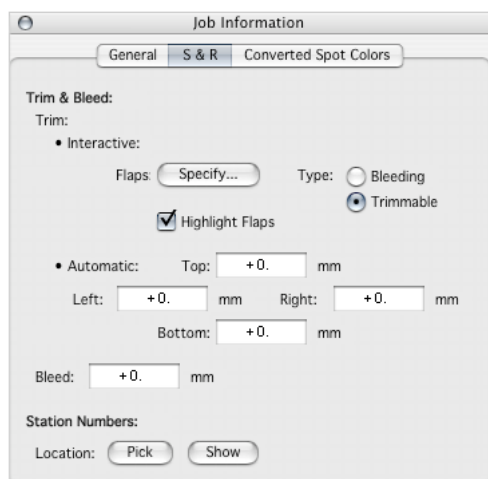 Job Information
General S & R Converted Spot Colors
Trim & Bleed:
Trim:
• Interactive:
Flaps: Specify... Type: Bleeding
Trimmable
Highlight Flaps
• Automatic: Top: +0. mm
Left: +0. mm Right: +0. mm
Bottom: +0. mm
Bleed: +0. mm
Station Numbers:
Location: Pick Show